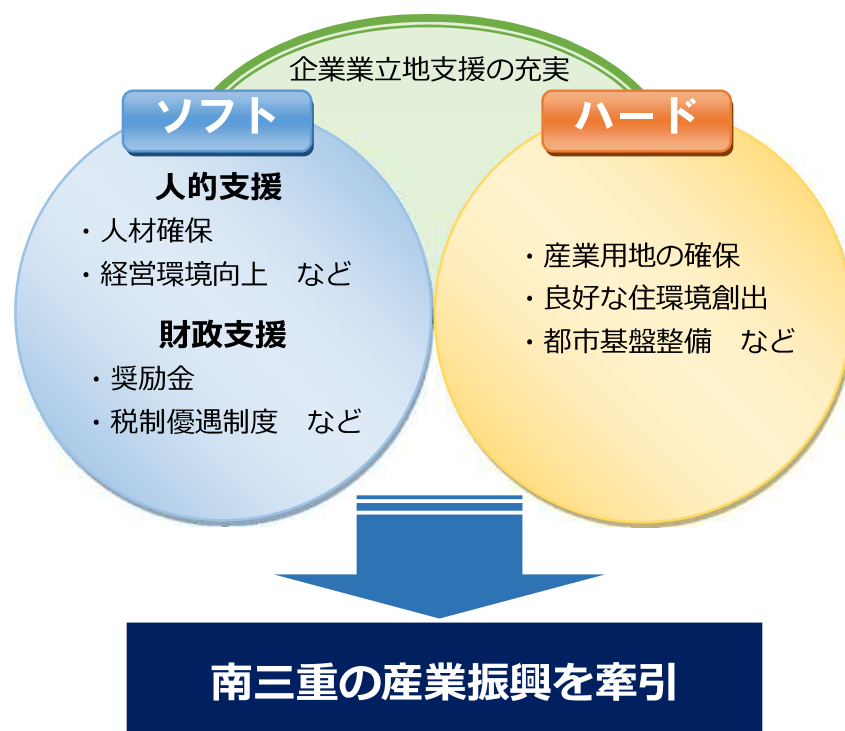 企業業立地支援の充実
ソフト
人的支援
・人材確保
・経営環境向上　など
財政支援
・奨励金
・税制優遇制度　など
ハード
・産業用地の確保
・良好な住環境創出
・都市基盤整備　など
南三重の産業振興を牽引